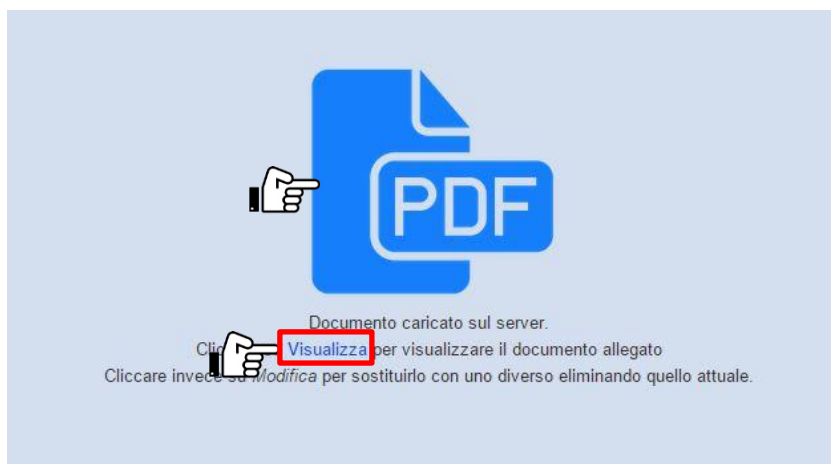 PDF
Documento caricato sul server.
Visualizza per visualizzare il documento allegato
Cliccare invece su Modifica per sostituirlo con uno diverso eliminando quello attuale.